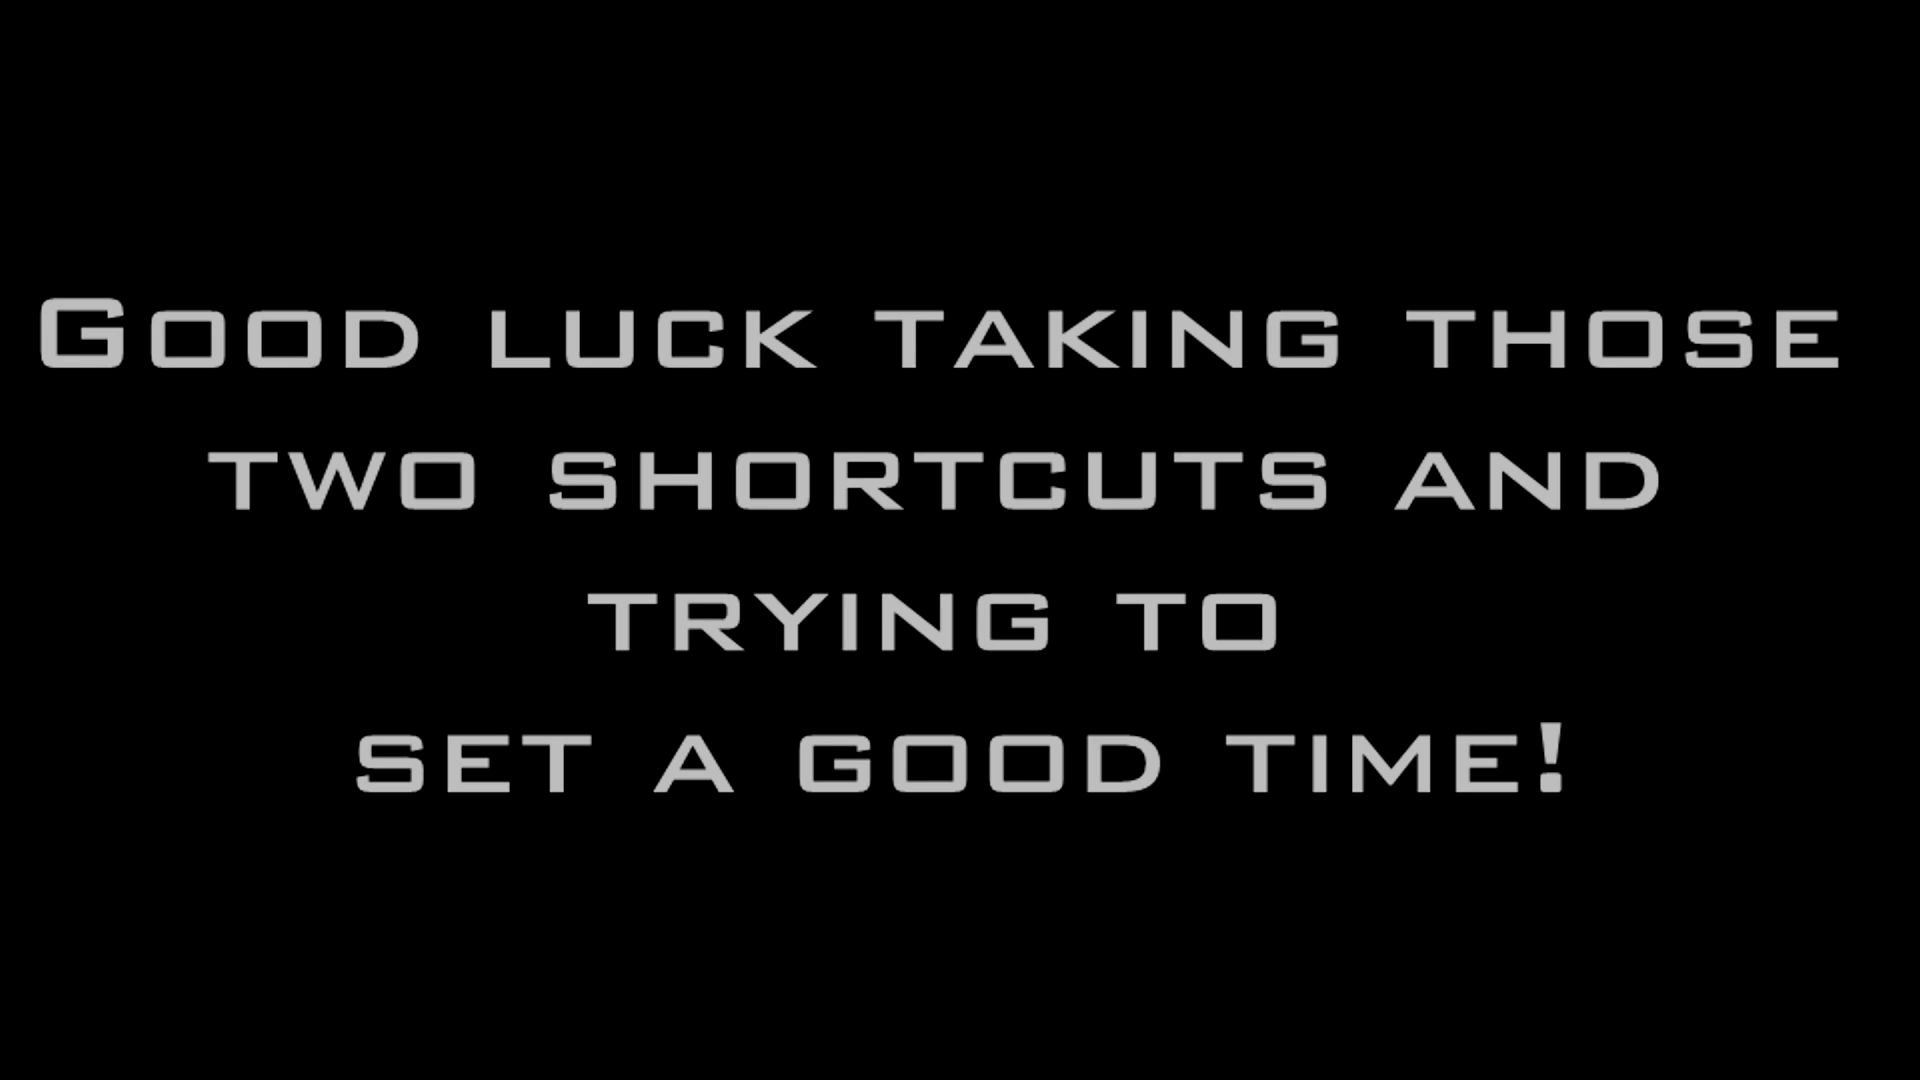 Good luck taking those
two shortcuts and
trying to
set a good time!